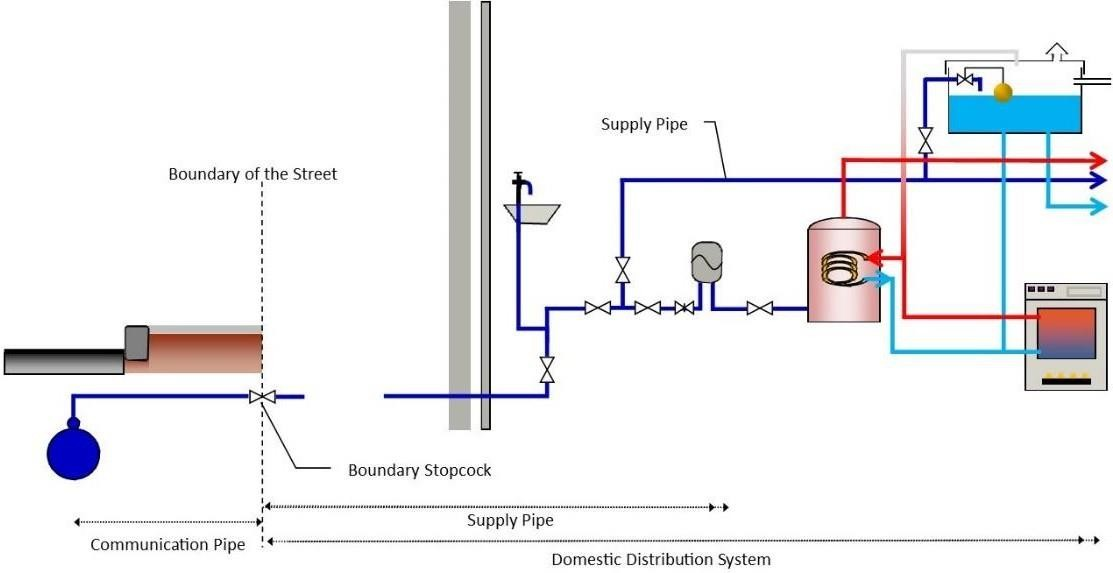 Supply Pipe
Boundary of the Street
Boundary Stopcock
Supply Pipe
Communication Pipe
Domestic Distribution System